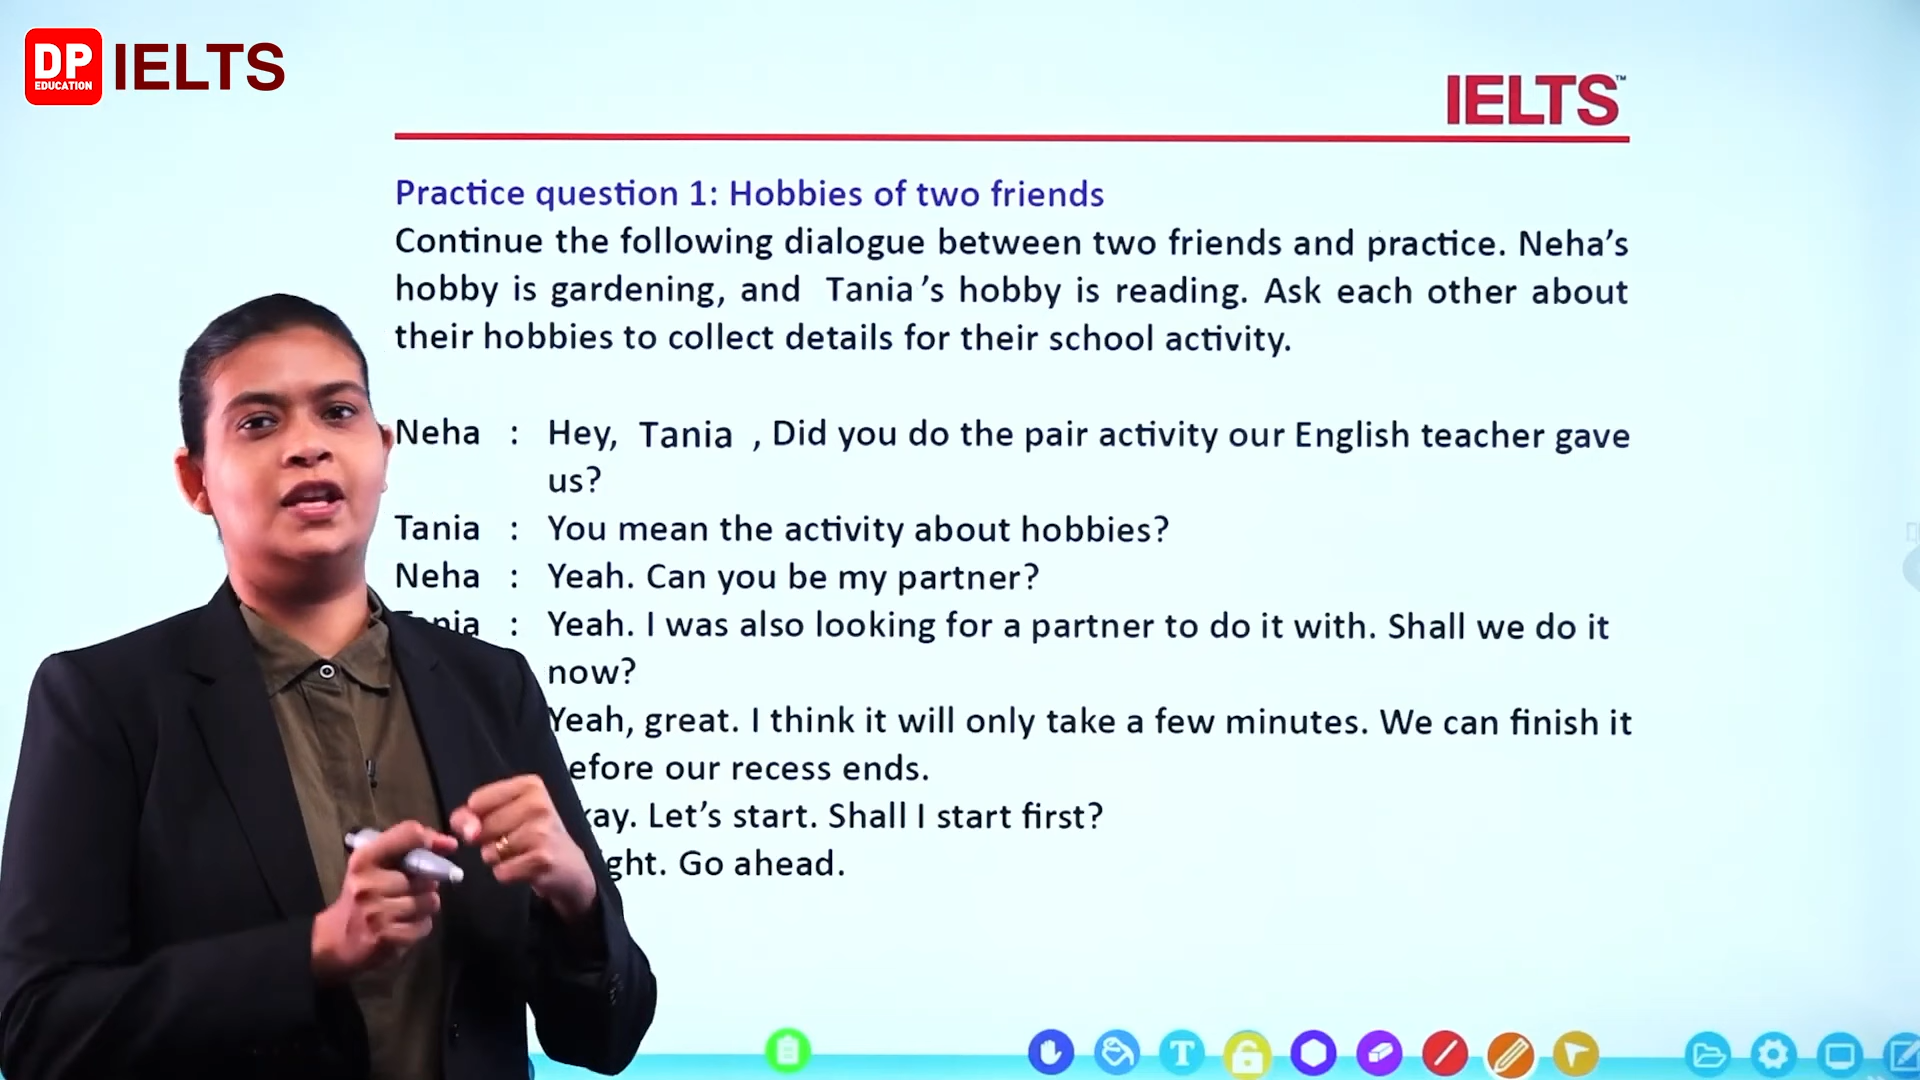 DP
EDUCATION
IELTS
IELTS™
Practice question 1: Hobbies of two friends
Continue the following dialogue between two friends and practice. Neha’s
hobby is gardening, and Tania’s hobby is reading. Ask each other about
their hobbies to collect details for their school activity.
Neha : Hey, Tania , Did you do the pair activity our English teacher gave
us?
Tania : You mean the activity about hobbies?
Neha : Yeah. Can you be my partner?
: Yeah. I was also looking for a partner to do it with. Shall we do it
now?
Yeah, great. I think it will only take a few minutes. We can finish it
our recess ends.
Let’s start. Shall I start first?
Go ahead.
T